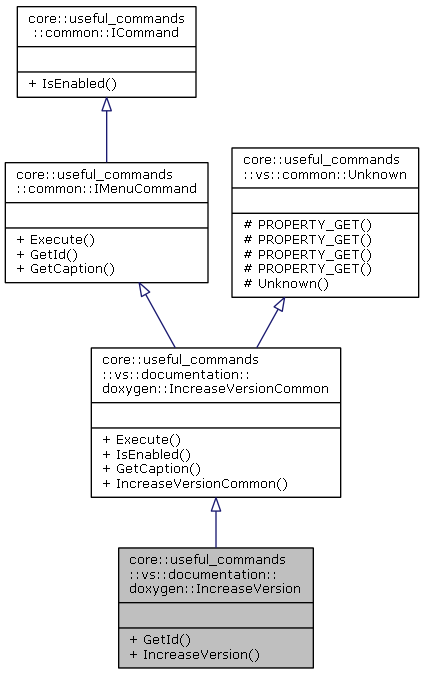 core::useful_commands
::common::ICommand
+ IsEnabled()
core::useful_commands
::common::IMenuCommand
+ Execute()
+ GetId()
+ GetCaption()
core::useful_commands
::vs::common::Unknown
# PROPERTY_GET()
# PROPERTY_GET()
# PROPERTY_GET()
# PROPERTY_GET()
# Unknown()
core::useful_commands
::vs::documentation::
doxygen::IncreaseVersionCommon
+ Execute()
+ IsEnabled()
+ GetCaption()
+ IncreaseVersionCommon()
core::useful_commands
::vs::documentation::
doxygen::IncreaseVersion
+ GetId()
+ IncreaseVersion()